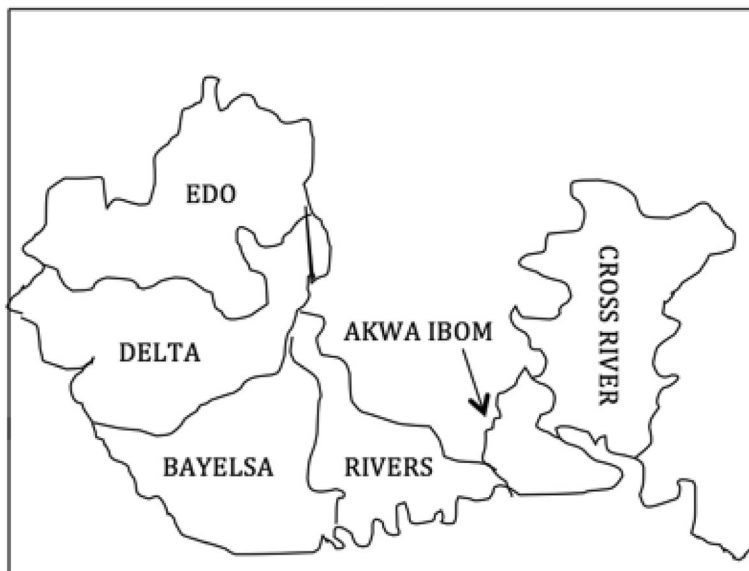 EDO
CROSS RIVER
AKWA IBOM
DELTA
BAYELSA
RIVERS